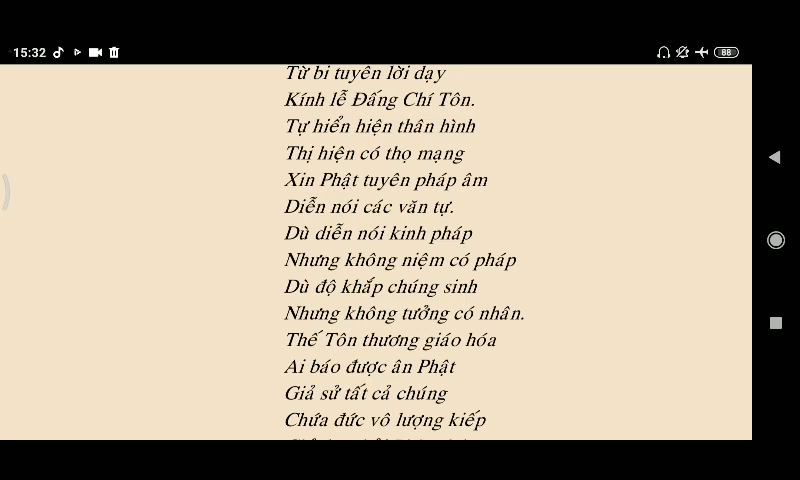 15:32
88
Từ bi tuyên lời dạy
Kính lễ Đấng Chí Tôn.
Tự hiển hiện thân hình
Thị hiện có thọ mạng
Xin Phật tuyên pháp âm
Diễn nói các văn tự.
Dù diễn nói kinh pháp
Nhưng không niệm có pháp
Dù độ khắp chúng sinh
Nhưng không tưởng có nhân.
Thế Tôn thương giáo hóa
Ai báo được ân Phật
Giả sử tất cả chúng
Chứa đức vô lượng kiếp